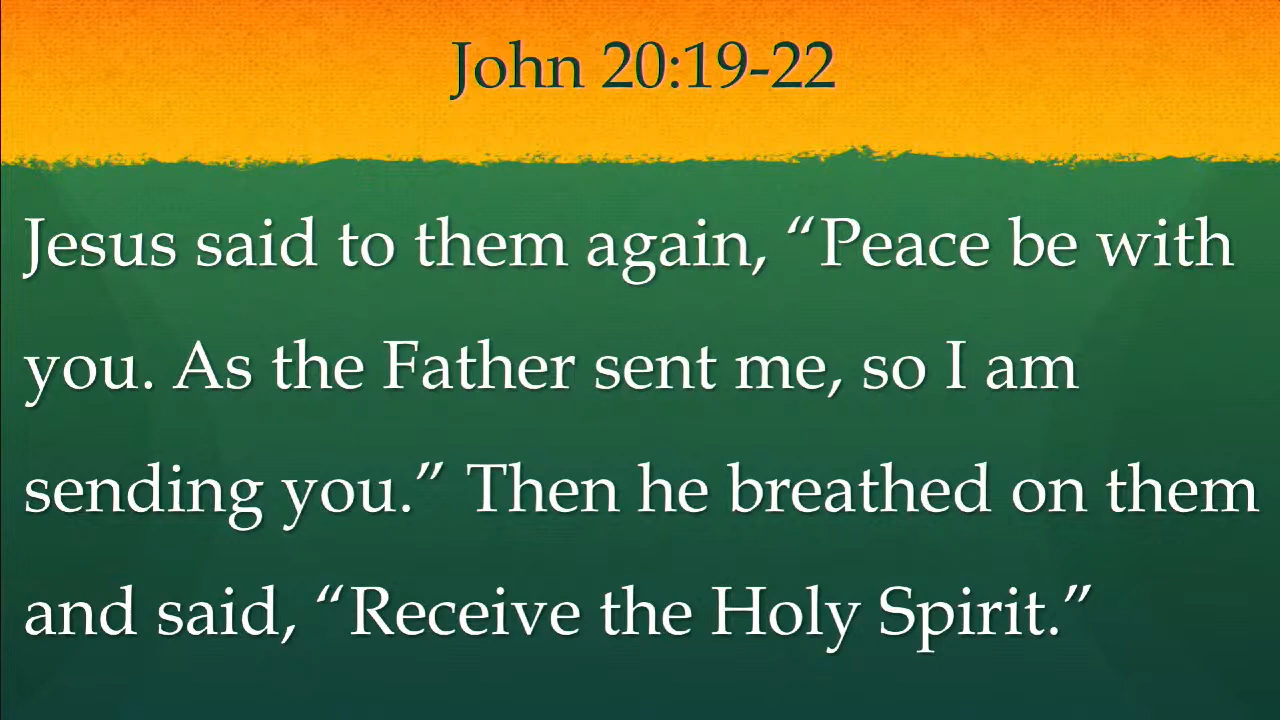 John 20:19-22
Jesus said to them again, “Peace be with
you. As the Father sent me, so I am
sending you.” Then he breathed on them
and said, “Receive the Holy Spirit.”